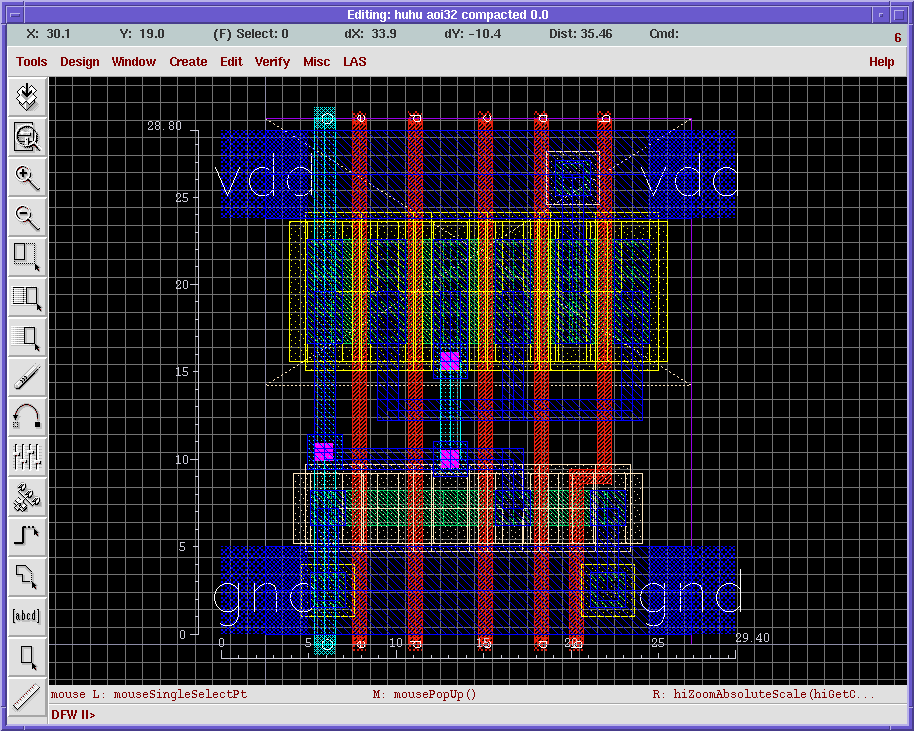 Editing: huhu aoi32 compacted 0.0
X: 30.1 Y: 19.0 (F) Select: 0 dX: 33.9 dY: -10.4 Dist: 35.46 Cmd: 6
Tools Design Window Create Edit Verify Misc LAS Help
[abcd]
e d c a b
28.80
vdd vdd
25
20
15
10
5
gnd gnd
0
0 5 10 15 20 25 29.40
e d c a b
mouse L: mouseSingleSelectPt M: mousePopUp() R: hiZoomAbsoluteScale(hiGetC...
DFW II>